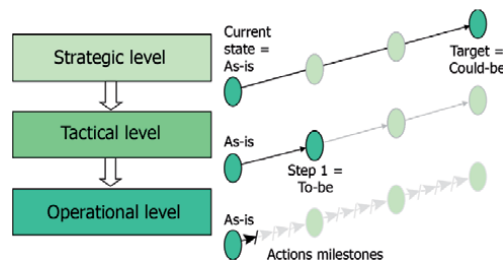 Strategic level
Current
state =
As-is
Target =
Could-be
Tactical level
As-is
Step 1 =
To-be
Operational level
As-is
Actions milestones